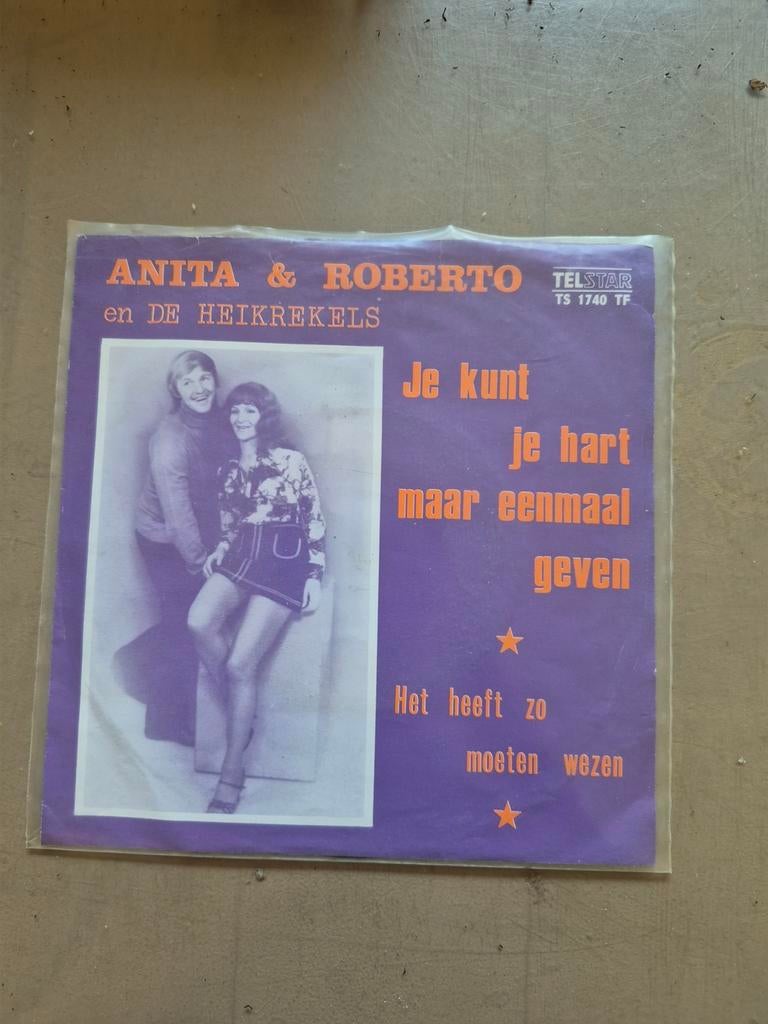 ANITA & ROBERTO
en DE HEIKREKELS
TELSTAR
TS 1740 TF
Je kunt
je hart
maar eenmaal
geven
Het heeft zo
moeten wezen